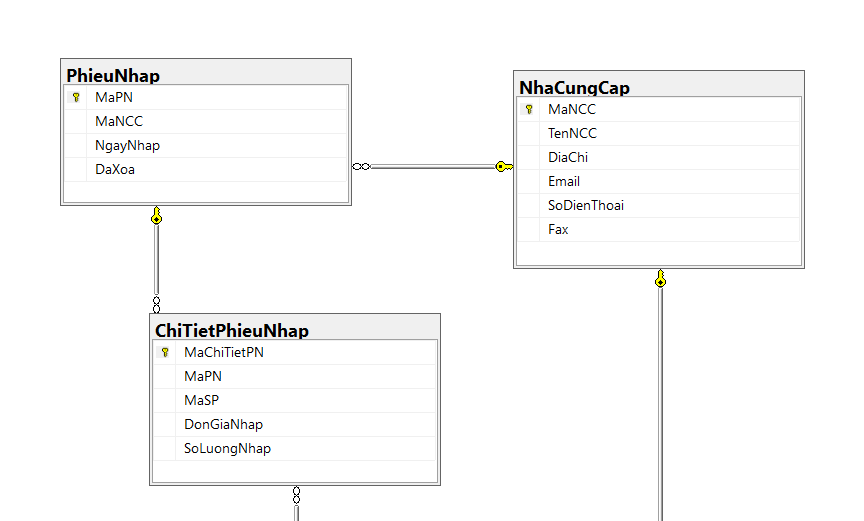 PhieuNhap
MaPN
MaNCC
NgayNhap
DaXoa
NhaCungCap
MaNCC
TenNCC
DiaChi
Email
SoDienThoai
Fax
ChiTietPhieuNhap
MaChiTietPN
MaPN
MaSP
DonGiaNhap
SoLuongNhap